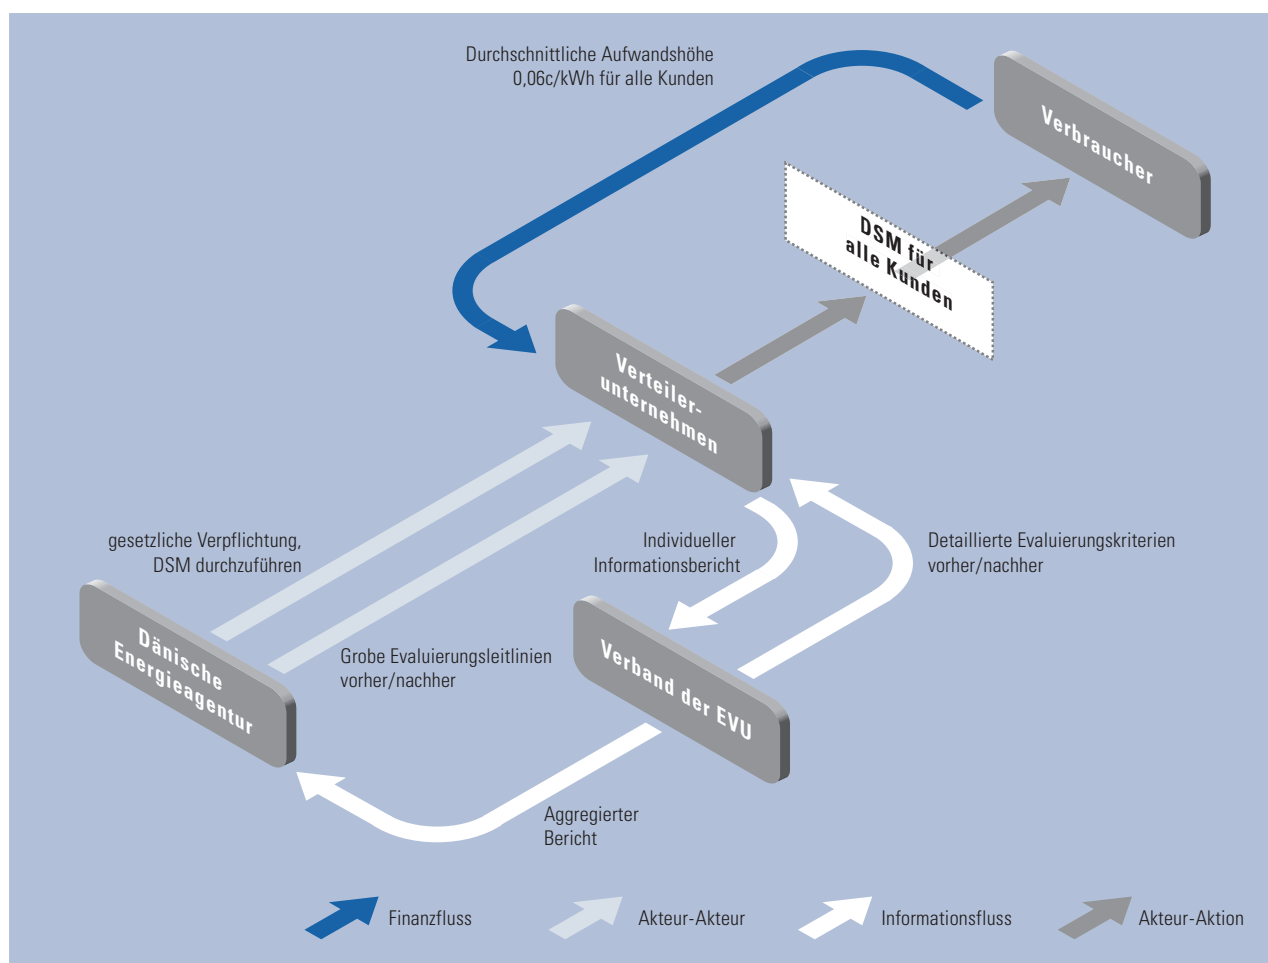 Durchschnittliche Aufwandshöhe
0,06c/kWh für alle Kunden
Verbraucher
DSM für
alle Kunden
Verteiler-
unternehmen
gesetzliche Verpflichtung,
DSM durchzuführen
Individueller
Informationsbericht
Detaillierte Evaluierungskriterien
vorher/nachher
Dänische
Energieagentur
Grobe Evaluierungsleitlinien
vorher/nachher
Verband der EVU
Aggregierter
Bericht
Finanzfluss
Akteur-Akteur
Informationsfluss
Akteur-Aktion